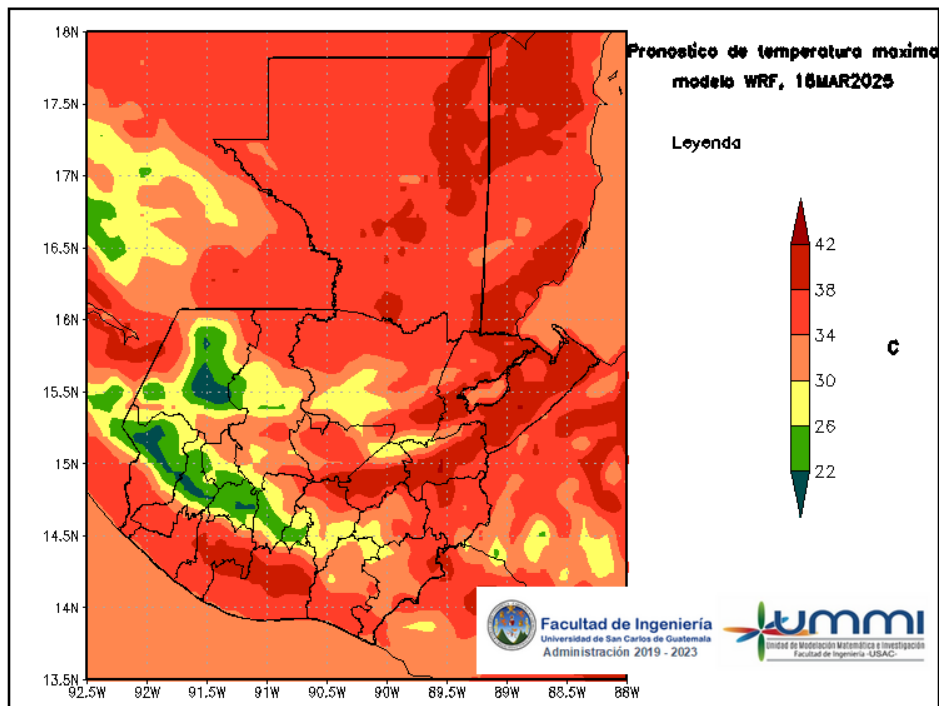 Pronostico de temperatura maxima
modelo WRF,
Leyenda
42
38
34
30
26
22
C
18N
17.5N
17N
16.5N
16N
15.5N
15N
14.5N
14N
13.5N
92.5W 92W 91.5W 91W 90.5W 90W 89.5W 89W 88.5W 88W
Facultad de Ingeniería
Universidad de San Carlos de Guatemala
Administración 2019 - 2023
UMMI
Unidad de Modelación Matemática e Investigación
Facultad de Ingeniería -USAC-